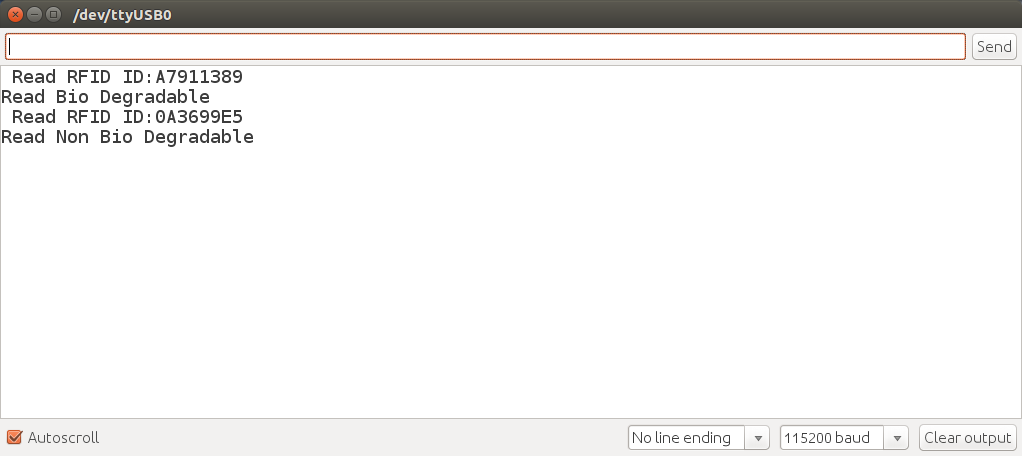 /dev/ttyUSB0
Send
Read RFID ID:A7911389
Read Bio Degradable
Read RFID ID:0A3699E5
Read Non Bio Degradable
Autoscroll
No line ending
115200 baud
Clear output